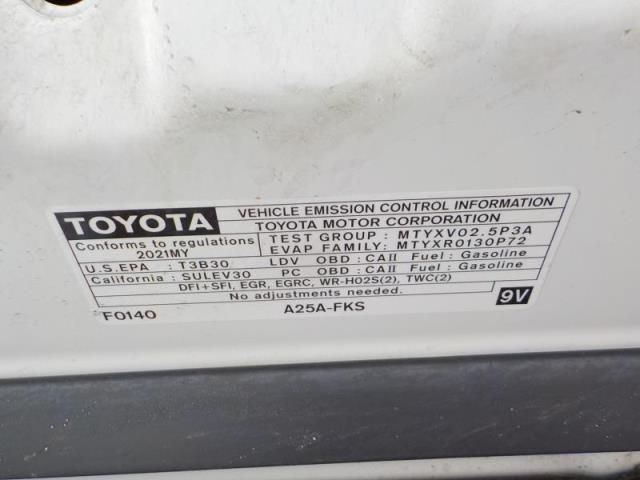 TOYOTA
VEHICLE EMISSION CONTROL INFORMATION
TOYOTA MOTOR CORPORATION
Conforms to regulations
2021MY
TEST GROUP : MTYXV02.5P3A
EVAP FAMILY: MTYXR0130P72
U.S.EPA : T3B30 LDV OBD : CAII Fuel : Gasoline
California : SULEV30 PC OBD : CAII Fuel : Gasoline
DFI+SFI, EGR, EGRC, WR-HO2S(2), TWC(2)
No adjustments needed.
F0140 A25A-FKS 9V